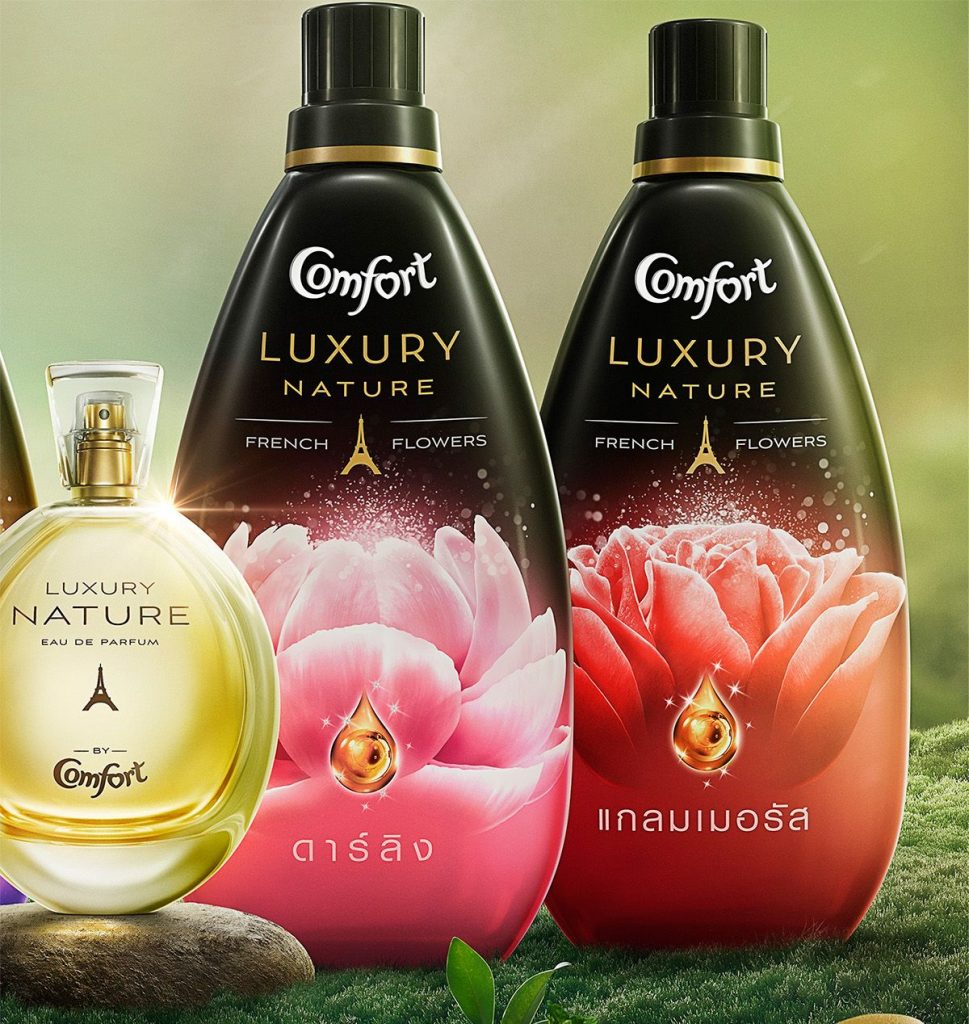 Comfort
LUXURY
NATURE
FRENCH FLOWERS
ดาร์ลิง
Comfort
LUXURY
NATURE
FRENCH FLOWERS
แกลมเมอรัส
LUXURY
NATURE
EAU DE PARFUM
BY
Comfort